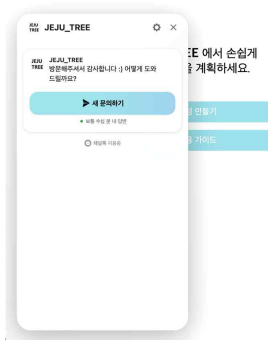 JEJU
TREE
JEJU_TREE
JEJU
TREE
JEJU_TREE
방문해주셔서 감사합니다 :) 어떻게 도와
드릴까요?
새 문의하기
보통 수십 분 내 답변
채널톡 이용중
EE 에서 손쉽게
계획하세요.
만들기
가이드